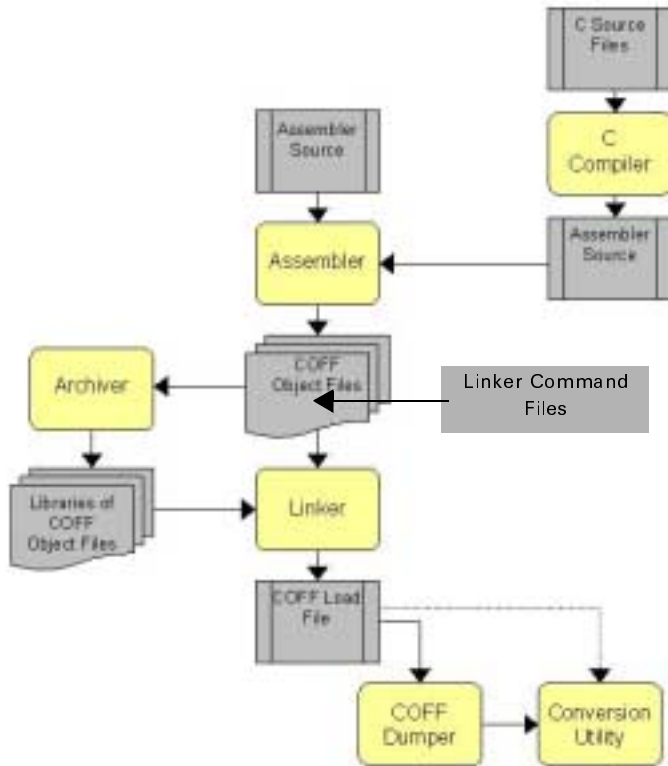 C Source
Files
C
Compiler
Assembler
Source
Assembler
Source
Assembler
COFF
Object Files
Linker Command
Files
Archiver
Libraries of
COFF
Object Files
Linker
COFF Load
File
COFF
Dumper
Conversion
Utility